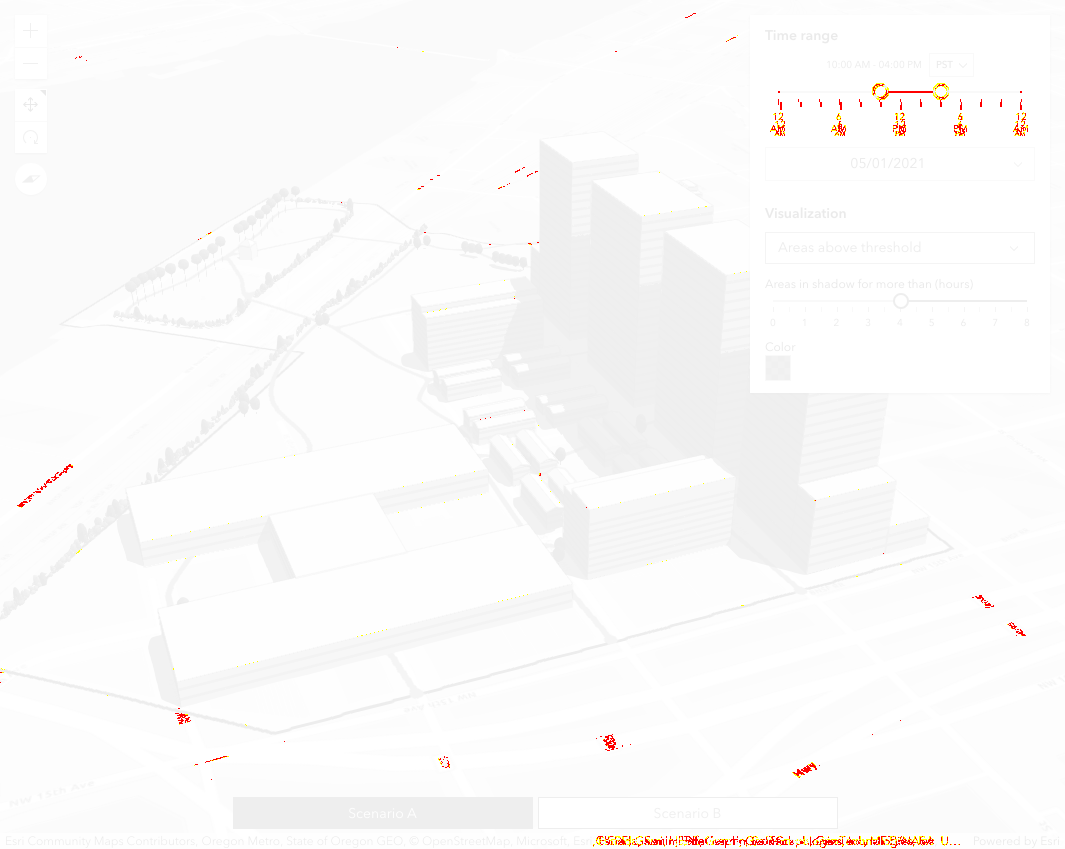 Time range
10:00 AM - 04:00 PM PST
12 6 12 6 12
AM AM PM PM AM
05/01/2021
Visualization
Areas above threshold
Areas in shadow for more than (hours)
0 1 2 3 4 5 6 7 8
Color
NW 15th Ave
Scenario A Scenario B
Esri Community Maps Contributors, Oregon Metro, State of Oregon GEO, © OpenStreetMap, Microsoft, Esri Powered by Esri